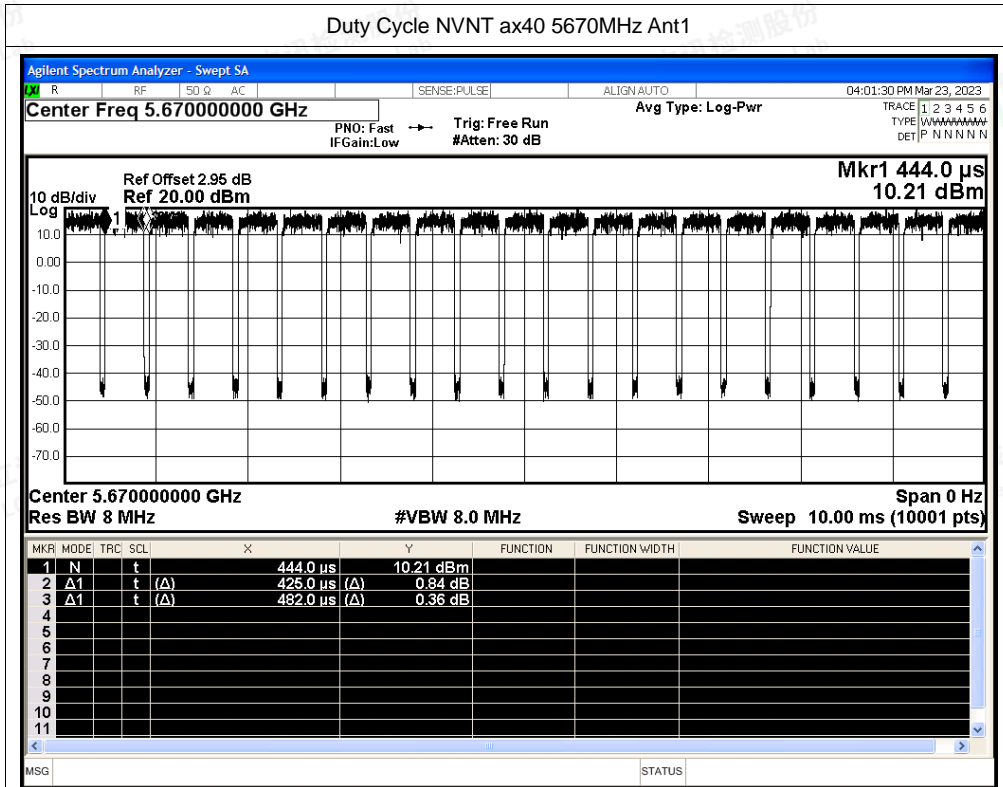 Duty Cycle NVNT ax40 5670MHz Ant1
Agilent Spectrum Analyzer - Swept SA
LXI R RF 50 Ω AC SENSE:PULSE ALIGN AUTO 04:01:30 PM Mar 23, 2023
Center Freq 5.670000000 GHz Avg Type: Log-Pwr TRACE 1 2 3 4 5 6
PNO: Fast Trig: Free Run TYPE WWWWWW
IFGain:Low #Atten: 30 dB DET P N N N N N
Mkr1 444.0 µs
Ref Offset 2.95 dB
10 dB/div Ref 20.00 dBm 10.21 dBm
Log
1
10.0
0.00
-10.0
-20.0
-30.0
-40.0
-50.0
-60.0
-70.0
Center 5.670000000 GHz Span 0 Hz
Res BW 8 MHz #VBW 8.0 MHz Sweep 10.00 ms (10001 pts)
MKR MODE TRC SCL X Y FUNCTION FUNCTION WIDTH FUNCTION VALUE
1 N t 444.0 µs 10.21 dBm
2 Δ1 t (Δ) 425.0 µs (Δ) 0.84 dB
3 Δ1 t (Δ) 482.0 µs (Δ) 0.36 dB
4
5
6
7
8
9
10
11
MSG STATUS